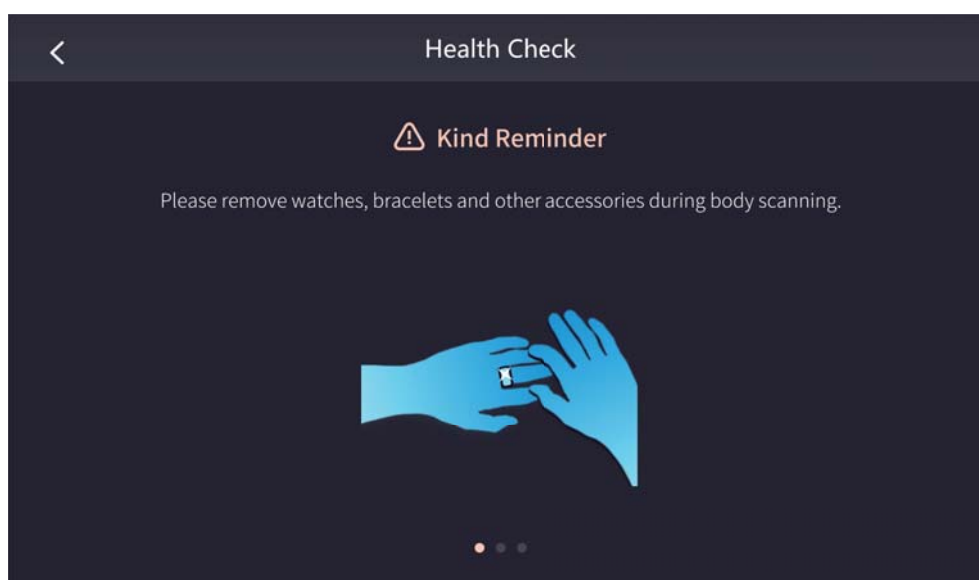 Health Check
Kind Reminder
Please remove watches, bracelets and other accessories during body scanning.